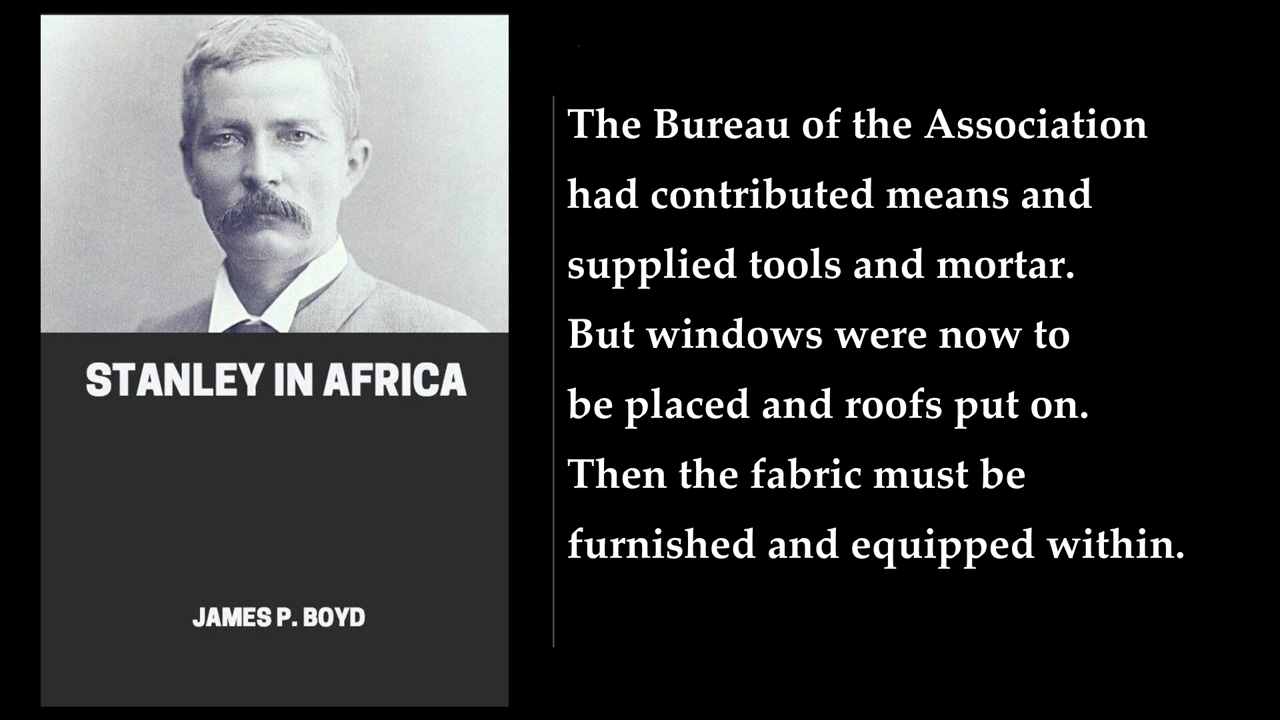 STANLEY IN AFRICA
JAMES P. BOYD
The Bureau of the Association
had contributed means and
supplied tools and mortar.
But windows were now to
be placed and roofs put on.
Then the fabric must be
furnished and equipped within.